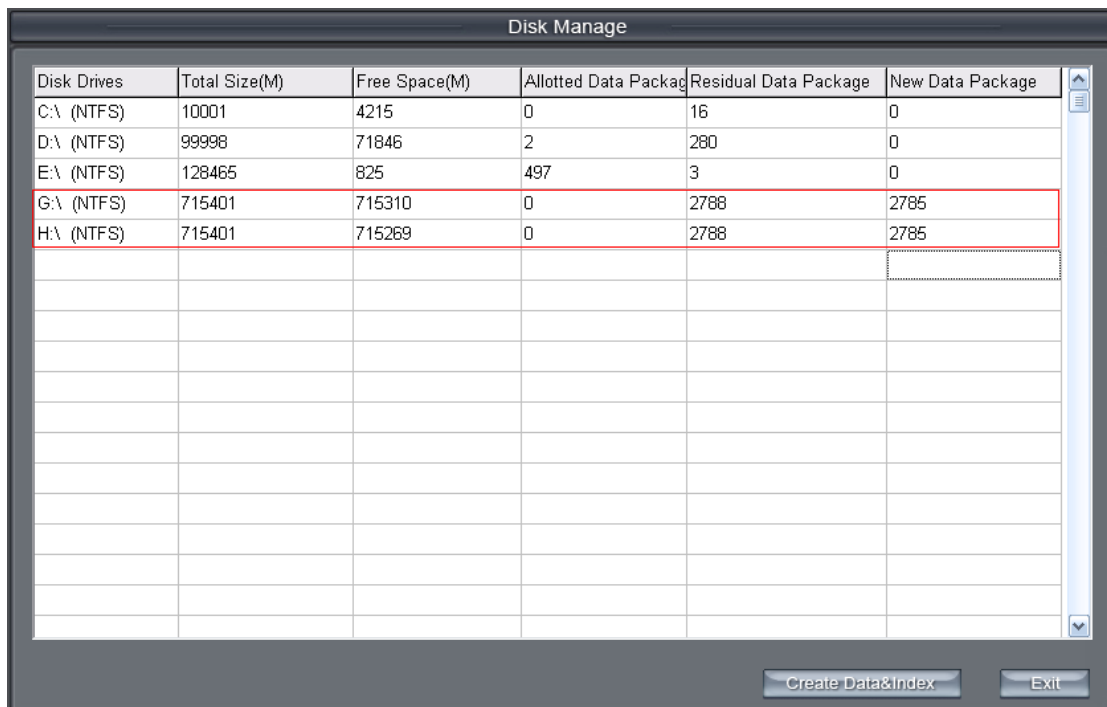 Disk Manage
Disk Drives Total Size(M) Free Space(M) Allotted Data Packag Residual Data Package New Data Package
C:\ (NTFS) 10001 4215 0 16 0
D:\ (NTFS) 99998 71846 2 280 0
E:\ (NTFS) 128465 825 497 3 0
G:\ (NTFS) 715401 715310 0 2788 2785
H:\ (NTFS) 715401 715269 0 2788 2785
Create Data&Index Exit